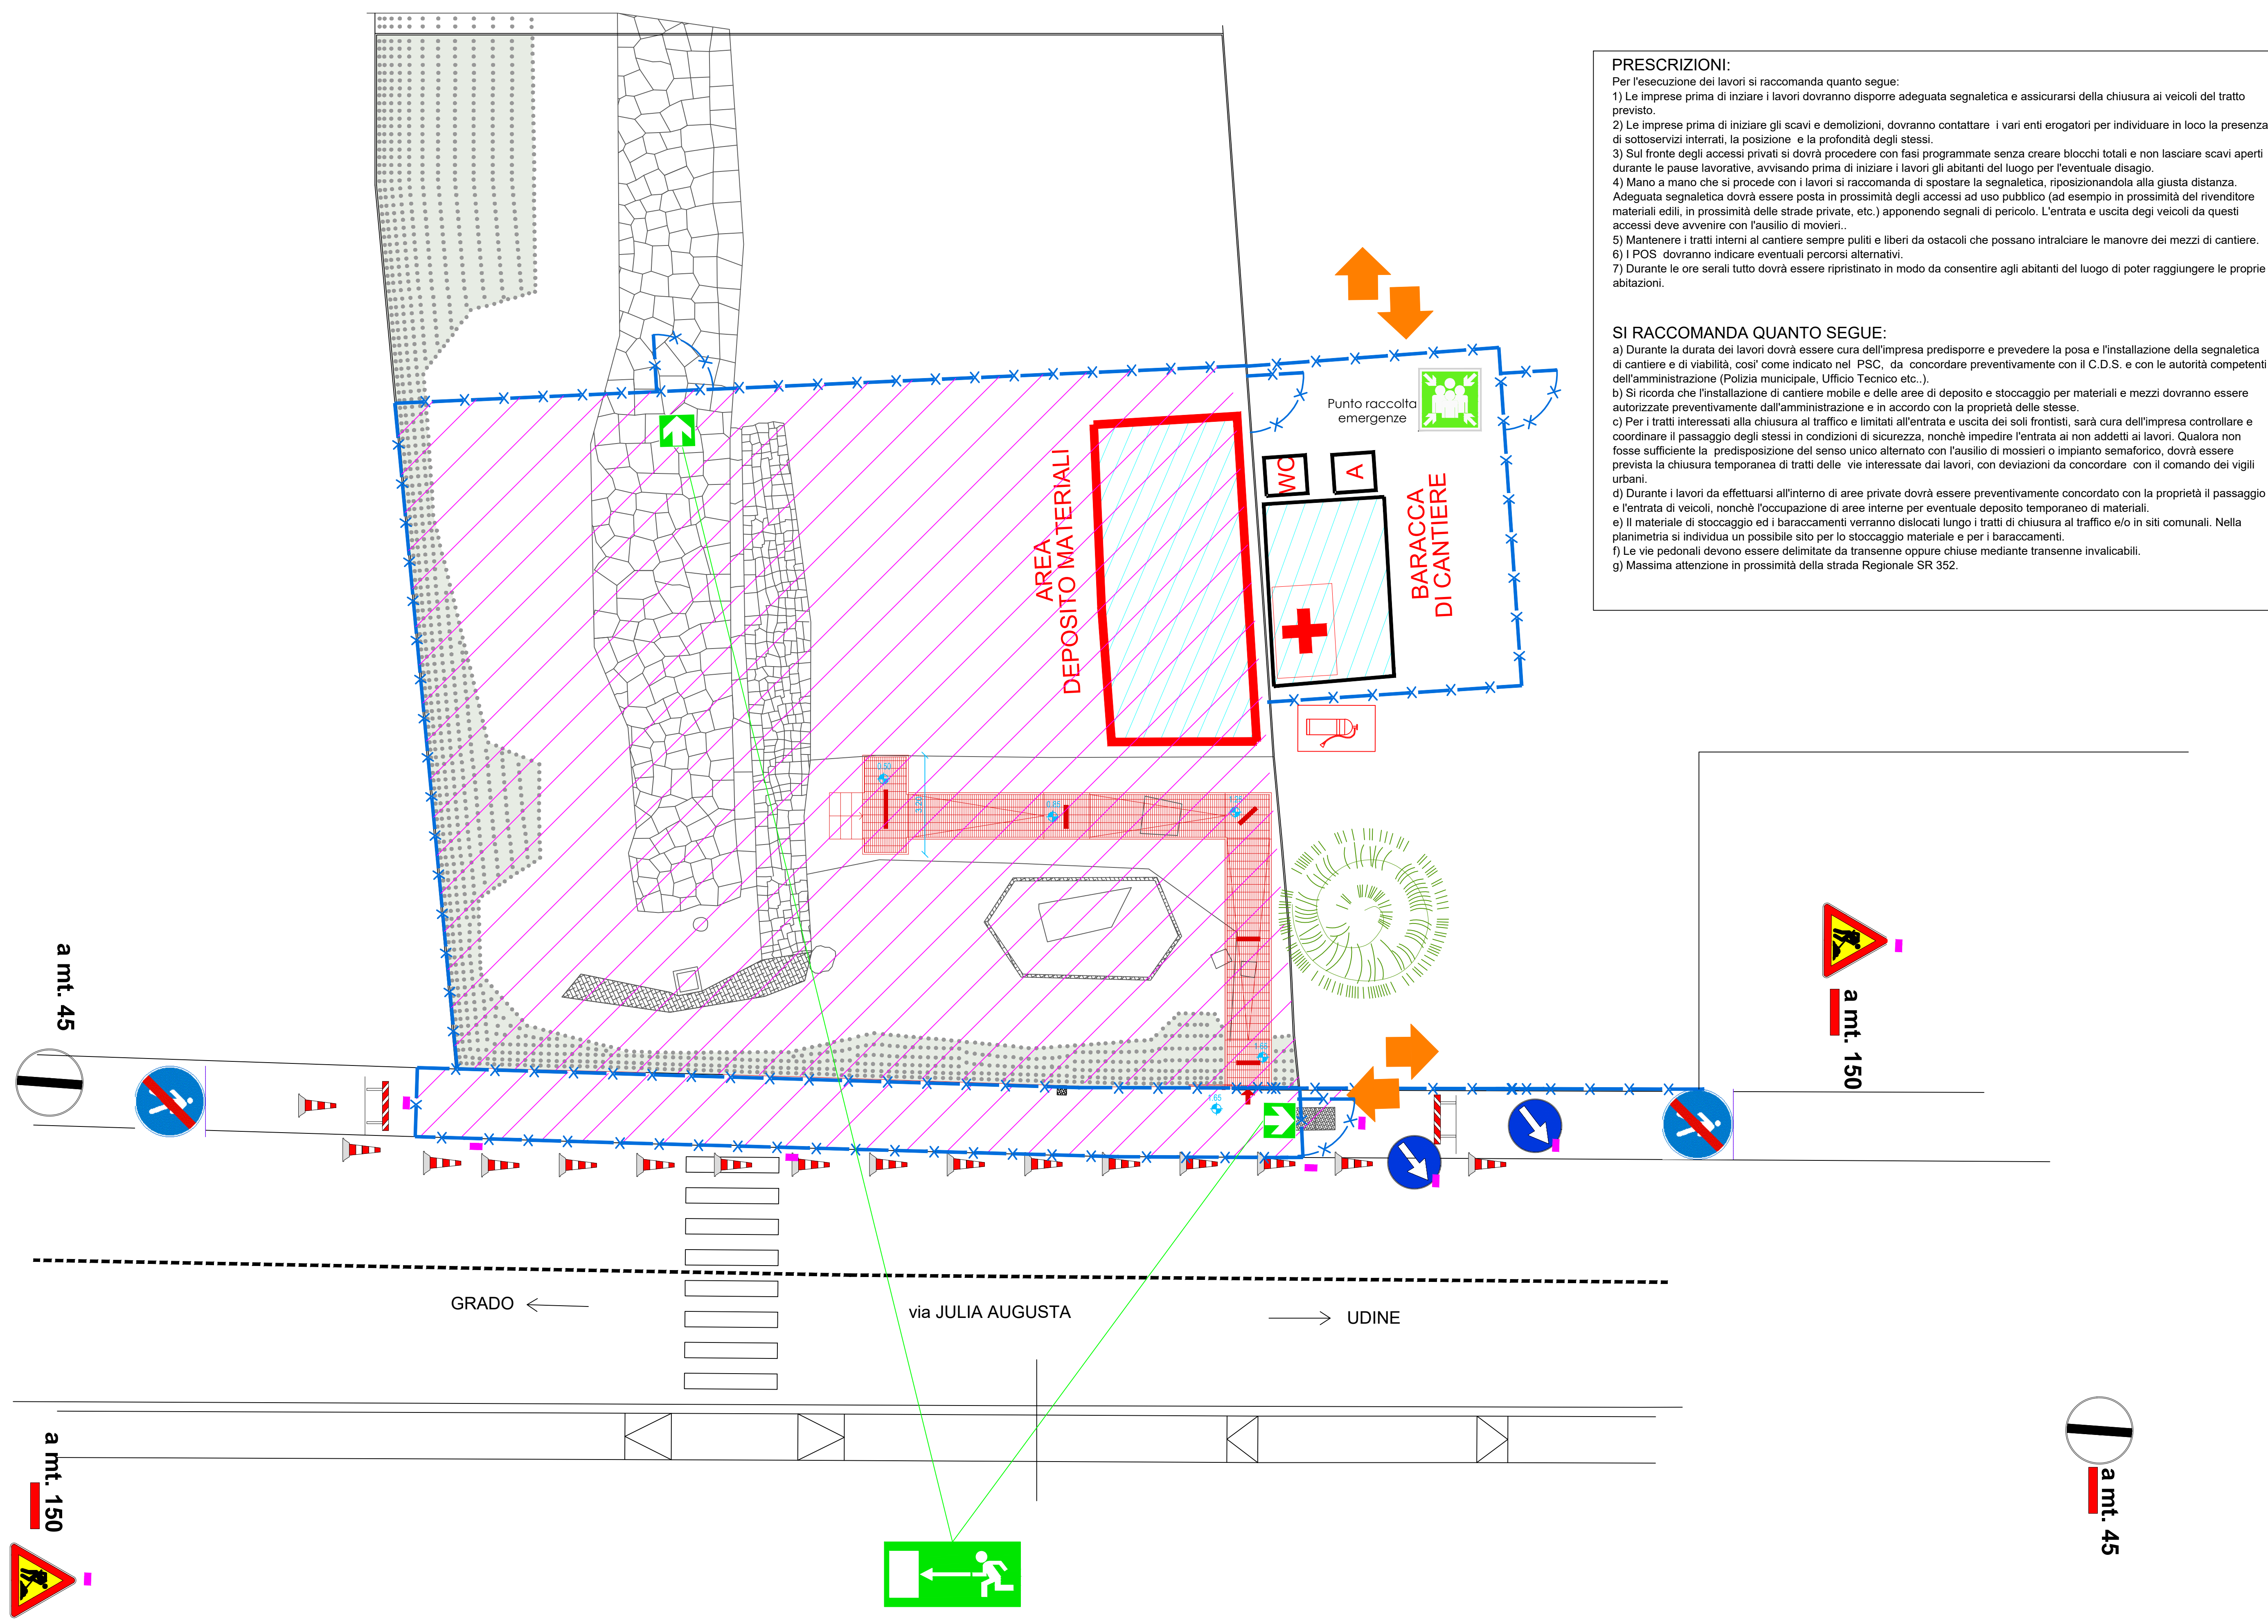 PRESCRIZIONI:
Per l'esecuzione dei lavori si raccomanda quanto segue:
1) Le imprese prima di inziare i lavori dovranno disporre adeguata segnaletica e assicurarsi della chiusura ai veicoli del tratto
previsto.
2) Le imprese prima di iniziare gli scavi e demolizioni, dovranno contattare i vari enti erogatori per individuare in loco la presenza
di sottoservizi interrati, la posizione e la profondità degli stessi.
3) Sul fronte degli accessi privati si dovrà procedere con fasi programmate senza creare blocchi totali e non lasciare scavi aperti
durante le pause lavorative, avvisando prima di iniziare i lavori gli abitanti del luogo per l'eventuale disagio.
4) Mano a mano che si procede con i lavori si raccomanda di spostare la segnaletica, riposizionandola alla giusta distanza.
Adeguata segnaletica dovrà essere posta in prossimità degli accessi ad uso pubblico (ad esempio in prossimità del rivenditore
materiali edili, in prossimità delle strade private, etc.) apponendo segnali di pericolo. L'entrata e uscita degi veicoli da questi
accessi deve avvenire con l'ausilio di movieri..
5) Mantenere i tratti interni al cantiere sempre puliti e liberi da ostacoli che possano intralciare le manovre dei mezzi di cantiere.
6) I POS dovranno indicare eventuali percorsi alternativi.
7) Durante le ore serali tutto dovrà essere ripristinato in modo da consentire agli abitanti del luogo di poter raggiungere le proprie
abitazioni.
SI RACCOMANDA QUANTO SEGUE:
a) Durante la durata dei lavori dovrà essere cura dell'impresa predisporre e prevedere la posa e l'installazione della segnaletica
di cantiere e di viabilità, cosi' come indicato nel PSC, da concordare preventivamente con il C.D.S. e con le autorità competenti
dell'amministrazione (Polizia municipale, Ufficio Tecnico etc..).
b) Si ricorda che l'installazione di cantiere mobile e delle aree di deposito e stoccaggio per materiali e mezzi dovranno essere
autorizzate preventivamente dall'amministrazione e in accordo con la proprietà delle stesse.
c) Per i tratti interessati alla chiusura al traffico e limitati all'entrata e uscita dei soli frontisti, sarà cura dell'impresa controllare e
coordinare il passaggio degli stessi in condizioni di sicurezza, nonchè impedire l'entrata ai non addetti ai lavori. Qualora non
fosse sufficiente la predisposizione del senso unico alternato con l'ausilio di mossieri o impianto semaforico, dovrà essere
prevista la chiusura temporanea di tratti delle vie interessate dai lavori, con deviazioni da concordare con il comando dei vigili
urbani.
d) Durante i lavori da effettuarsi all'interno di aree private dovrà essere preventivamente concordato con la proprietà il passaggio
e l'entrata di veicoli, nonchè l'occupazione di aree interne per eventuale deposito temporaneo di materiali.
e) Il materiale di stoccaggio ed i baraccamenti verranno dislocati lungo i tratti di chiusura al traffico e/o in siti comunali. Nella
planimetria si individua un possibile sito per lo stoccaggio materiale e per i baraccamenti.
f) Le vie pedonali devono essere delimitate da transenne oppure chiuse mediante transenne invalicabili.
g) Massima attenzione in prossimità della strada Regionale SR 352.
Punto raccolta
emergenze
WC
A
AREA
DEPOSITO MATERIALI
BARACCA
DI CANTIERE
0.50
0.85
1.65
a mt. 45
a mt. 150
GRADO
via JULIA AUGUSTA
UDINE
a mt. 150
a mt. 45